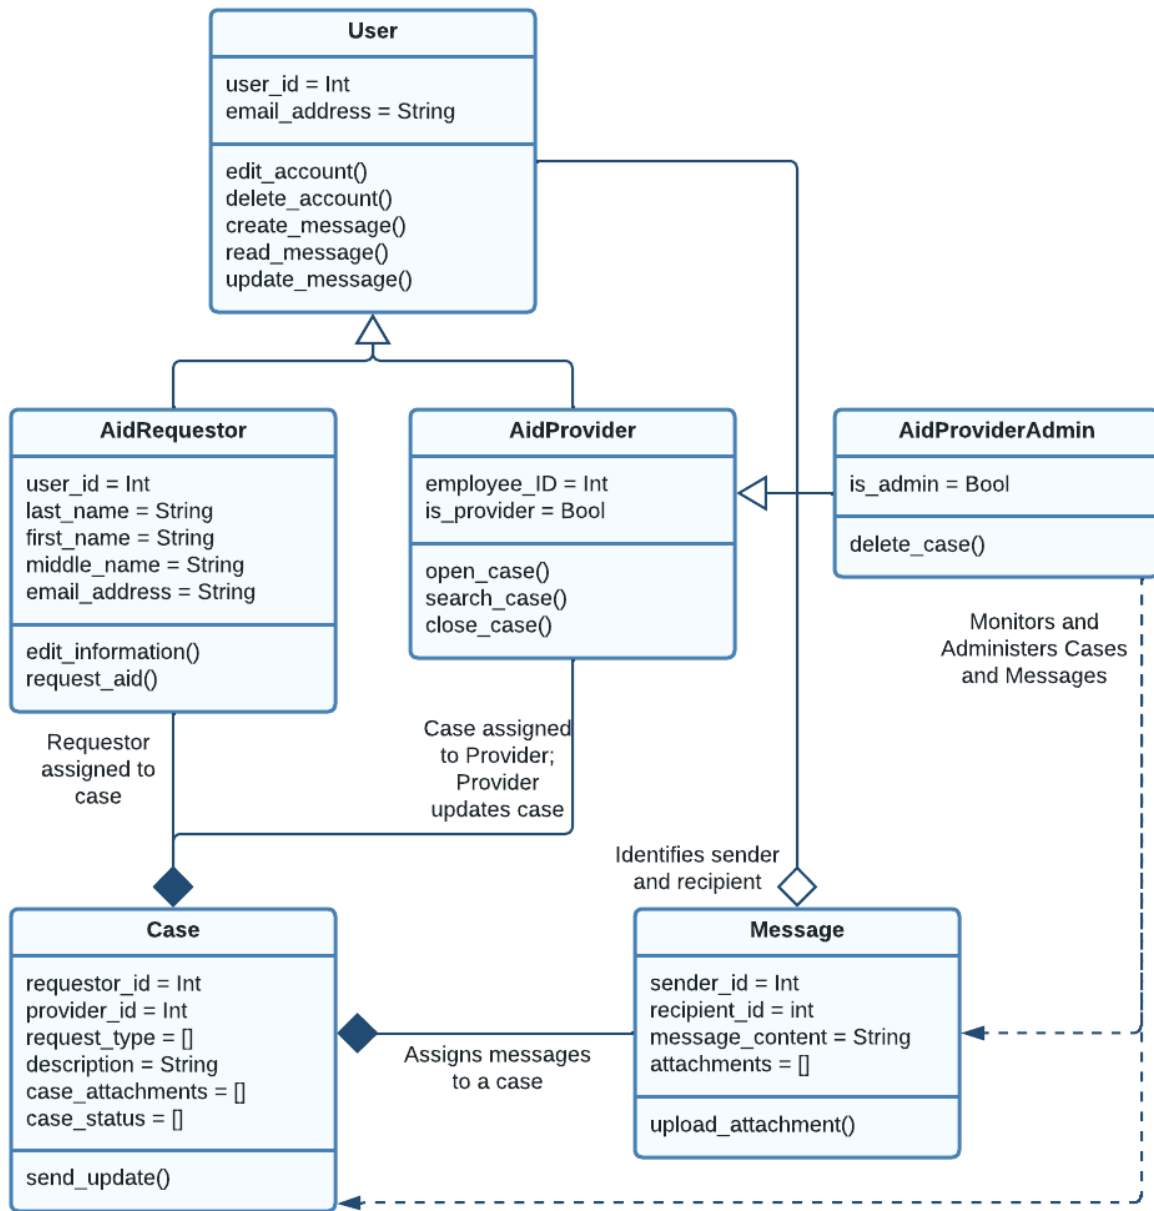 User
user_id = Int
email_address = String
edit_account()
delete_account()
create_message()
read_message()
update_message()
AidRequestor
user_id = Int
last_name = String
first_name = String
middle_name = String
email_address = String
edit_information()
request_aid()
AidProvider
employee_ID = Int
is_provider = Bool
open_case()
search_case()
close_case()
AidProviderAdmin
is_admin = Bool
delete_case()
Monitors and
Administers Cases
and Messages
Requestor
assigned to
case
Case assigned
to Provider;
Provider
updates case
Identifies sender
and recipient
Case
requestor_id = Int
provider_id = Int
request_type = []
description = String
case_attachments = []
case_status = []
send_update()
Assigns messages
to a case
Message
sender_id = Int
recipient_id = int
message_content = String
attachments = []
upload_attachment()